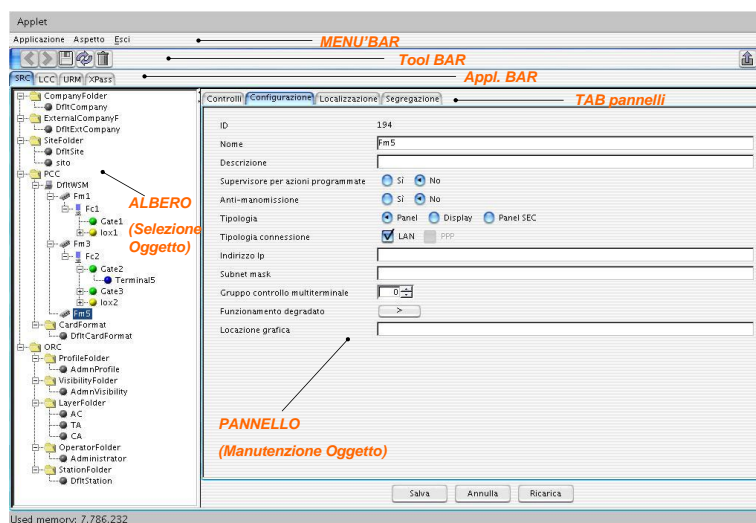 Applet
Applicazione Aspetto Esci
MENU'BAR
Tool BAR
SRC LCC URM XPass
Appl. BAR
CompanyFolder
DfltCompany
ExternalCompanyF
DfltExtCompany
SiteFolder
DfltSite
sito
PCC
DfltWSM
Fm1
Fc1
Gate1
Iox1
Fm3
Fc2
Gate2
Terminal5
Gate3
Iox2
Fm5
CardFormat
DfltCardFormat
ORC
ProfileFolder
AdmnProfile
VisibilityFolder
AdmnVisibility
LayerFolder
AC
TA
CA
OperatorFolder
Administrator
StationFolder
DfltStation
ALBERO
(Selezione
Oggetto)
Controlli Configurazione Localizzazione Segregazione
TAB pannelli
ID 194
Nome Fm5
Descrizione
Supervisore per azioni programmate Sì No
Anti-manomissione Sì No
Tipologia Panel Display Panel SEC
Tipologia connessione LAN PPP
Indirizzo Ip
Subnet mask
Gruppo controllo multiterminale 0
Funzionamento degradato >
Locazione grafica
PANNELLO
(Manutenzione Oggetto)
Salva Annulla Ricarica
Used memory: 7.786.232